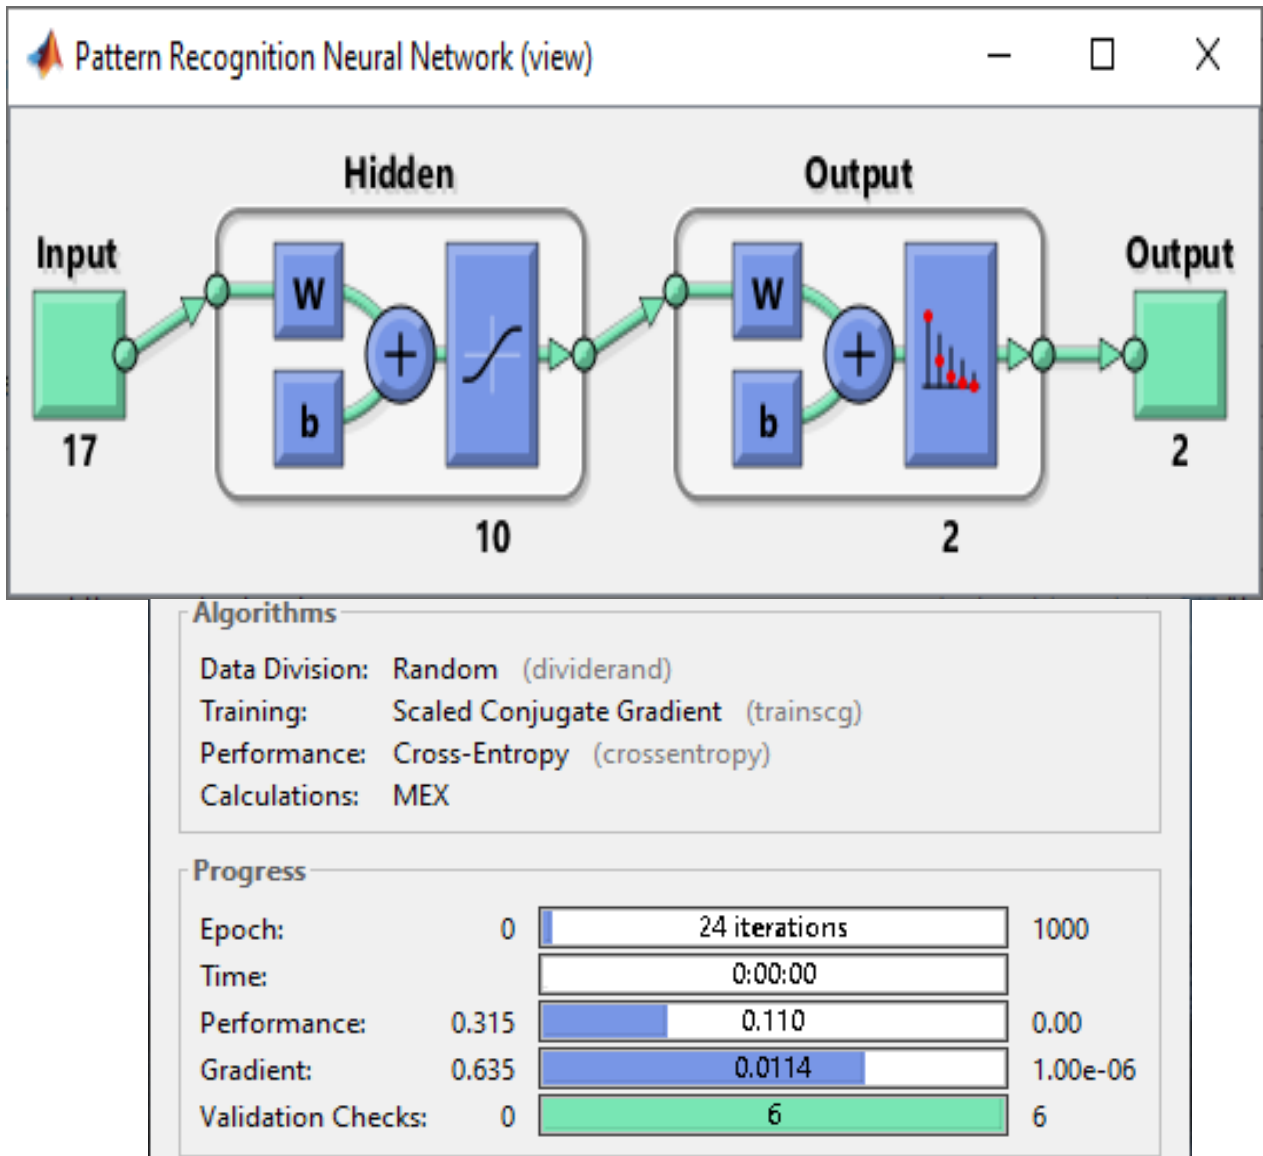 Pattern Recognition Neural Network (view)
Hidden
Output
Input
Output
W
W
b
b
17
2
10
2
Algorithms
Data Division: Random (dividerand)
Training: Scaled Conjugate Gradient (trainscg)
Performance: Cross-Entropy (crossentropy)
Calculations: MEX
Progress
Epoch: 0 24 iterations 1000
Time: 0:00:00
Performance: 0.315 0.110 0.00
Gradient: 0.635 0.0114 1.00e-06
Validation Checks: 0 6 6